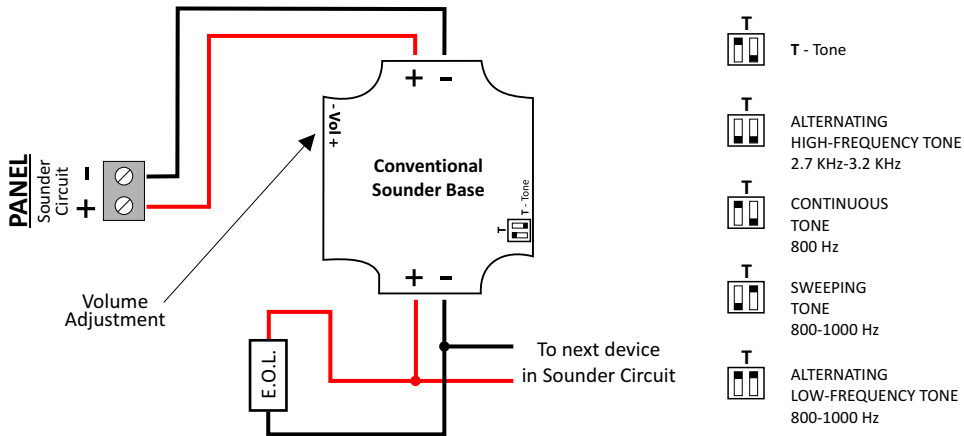 PANEL
Sounder
Circuit
-
+
+ -
- Vol +
Conventional
Sounder Base
T
T - Tone
+ -
Volume
Adjustment
E.O.L.
To next device
in Sounder Circuit
T
T - Tone
T
ALTERNATING
HIGH-FREQUENCY TONE
2.7 KHz-3.2 KHz
T
CONTINUOUS
TONE
800 Hz
T
SWEEPING
TONE
800-1000 Hz
T
ALTERNATING
LOW-FREQUENCY TONE
800-1000 Hz